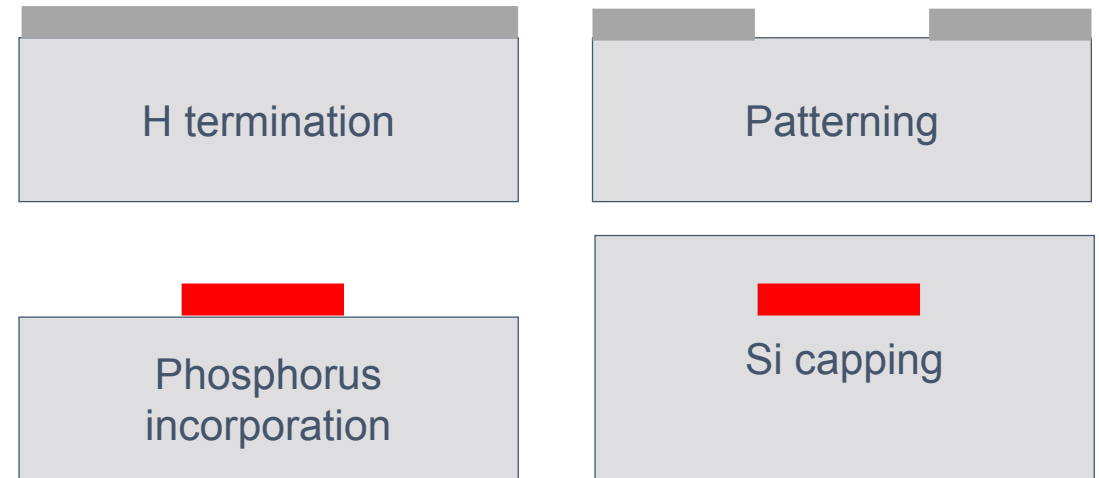 H termination
Patterning
Phosphorus
incorporation
Si capping